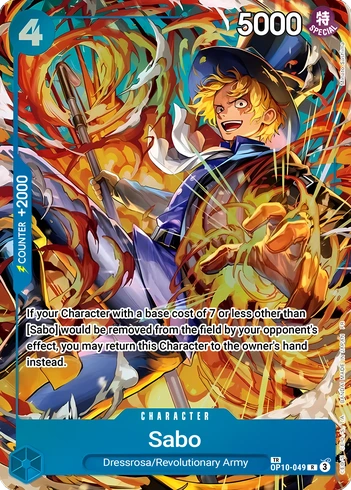 4
5000
特
SPECIAL
⚡COUNTER +2000
If your Character with a base cost of 7 or less other than
[Sabo] would be removed from the field by your opponent's
effect, you may return this Character to the owner's hand
instead.
CHARACTER
Sabo
Dressrosa/Revolutionary Army
TR
OP10-049 R 3